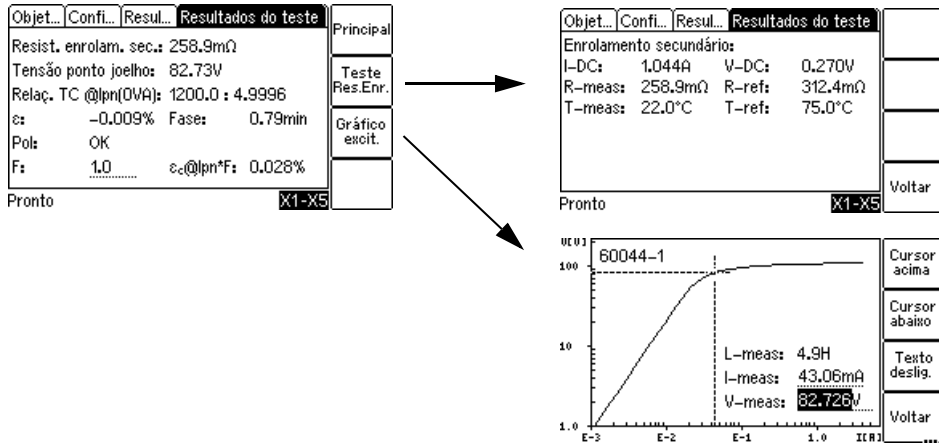 Objet... Confi... Resul... Resultados do teste
Resist. enrolam. sec.: 258.9mΩ
Tensão ponto joelho: 82.73V
Relaç. TC @Ipn(0VA): 1200.0 : 4.9996
ε: -0.009% Fase: 0.79min
Pol: OK
F: 1.0 εc@Ipn*F: 0.028%
Pronto X1-X5
Principal
Teste
Res.Enr.
Gráfico
excit.
Objet... Confi... Resul... Resultados do teste
Enrolamento secundário:
I-DC: 1.044A V-DC: 0.270V
R-meas: 258.9mΩ R-ref: 312.4mΩ
T-meas: 22.0°C T-ref: 75.0°C
Pronto X1-X5
Voltar
U[V]
60044-1
100
10
1.0
L-meas: 4.9H
I-meas: 43.06mA
V-meas: 82.726V
E-3 E-2 E-1 1.0 I[A]
Cursor
acima
Cursor
abaixo
Texto
deslig.
Voltar